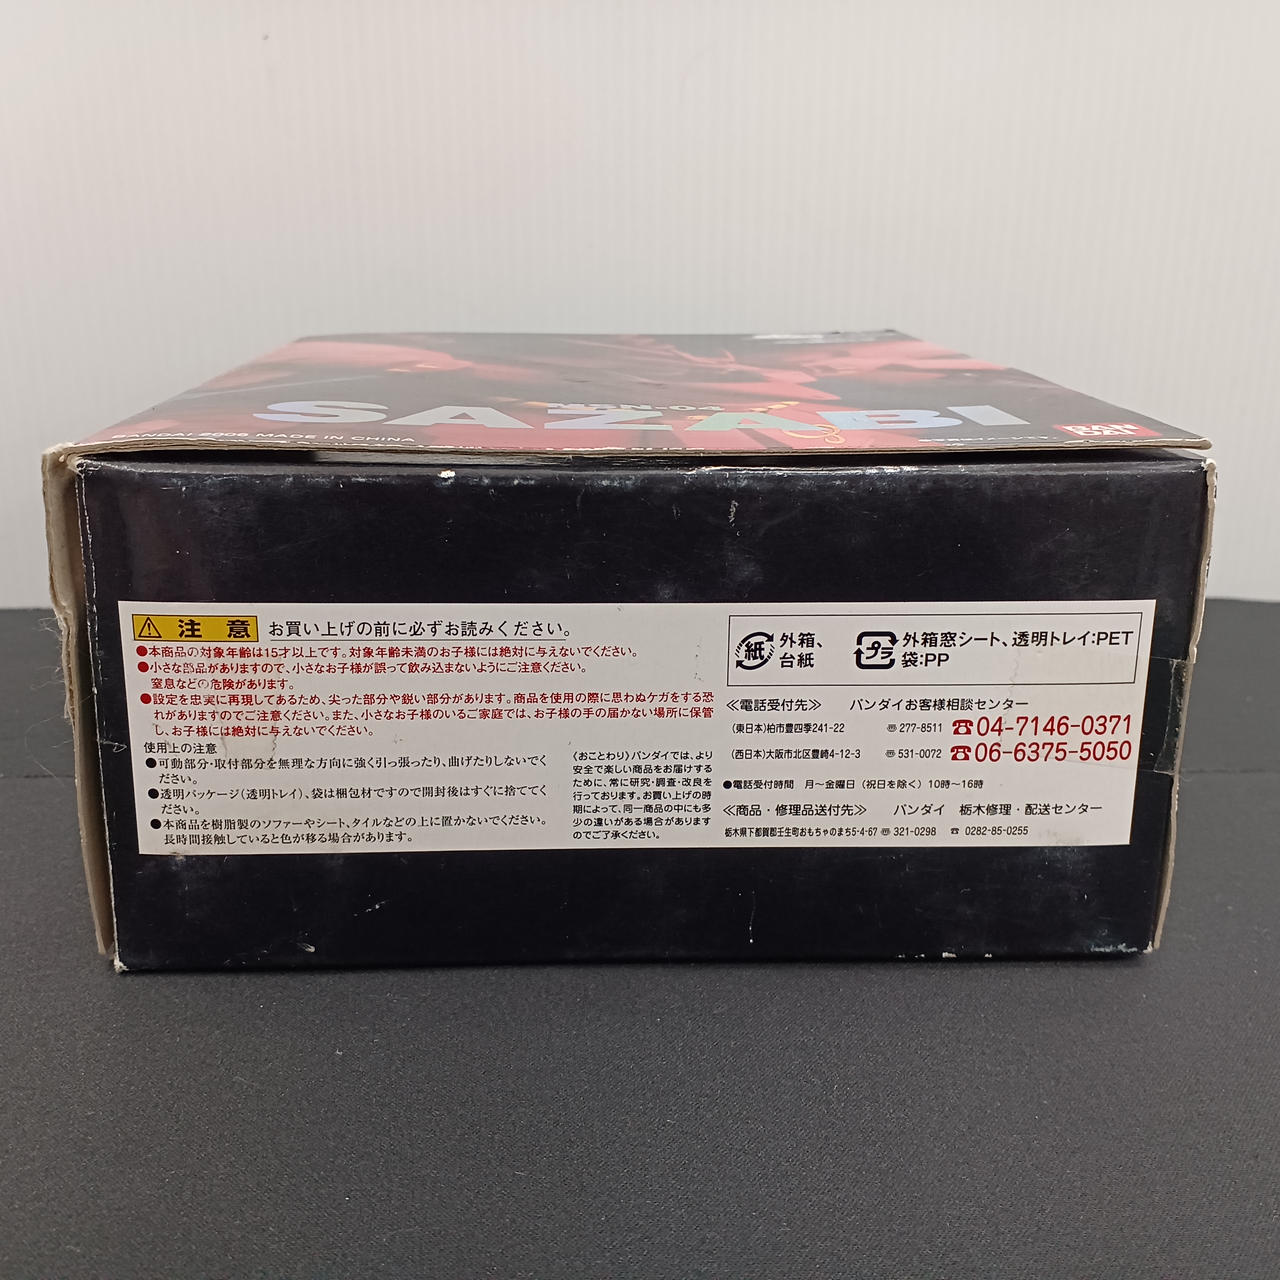 SAZABI
BANDAI 2006 MADE IN CHINA
BAN
DAI
注意 お買い上げの前に必ずお読みください。
●本商品の対象年齢は15才以上です。対象年齢未満のお子様には絶対に与えないでください。
●小さな部品がありますので、小さなお子様が誤って飲み込まないようにご注意ください。
窒息などの危険があります。
●設定を忠実に再現してあるため、尖った部分や鋭い部分があります。商品を使用の際に思わぬケガをする恐
れがありますのでご注意ください。また、小さなお子様のいるご家庭では、お子様の手の届かない場所に保管
し、お子様には絶対に与えないでください。
使用上の注意
●可動部分・取付部分を無理な方向に強く引っ張ったり、曲げたりしないでく
ださい。
●透明パッケージ(透明トレイ)、袋は梱包材ですので開封後はすぐに捨ててく
ださい。
●本商品を樹脂製のソファーやシート、タイルなどの上に置かないでください。
長時間接触していると色が移る場合があります。
〈おことわり〉バンダイでは、より
安全で楽しい商品をお届けする
ために、常に研究・調査・改良を
行っております。お買い上げの時
期によって、同一商品の中にも多
少の違いがある場合があります
のでご了承ください。
紙 外箱、
台紙
プラ 外箱窓シート、透明トレイ:PET
袋:PP
≪電話受付先≫ バンダイお客様相談センター
(東日本)柏市豊四季241-22 〠277-8511 ☎04-7146-0371
(西日本)大阪市北区豊崎4-12-3 〠531-0072 ☎06-6375-5050
●電話受付時間 月〜金曜日(祝日を除く)10時〜16時
≪商品・修理品送付先≫ バンダイ 栃木修理・配送センター
栃木県下都賀郡壬生町おもちゃのまち5-4-67 〠321-0298 ☎ 0282-85-0255